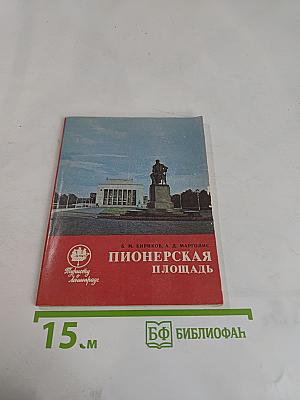 Б. М. КИРИКОВ, А. Д. МАРГОЛИС
ПИОНЕРСКАЯ
ПЛОЩАДЬ
Туристу
о Ленинграде
15см
БФ БИБЛИОФАН